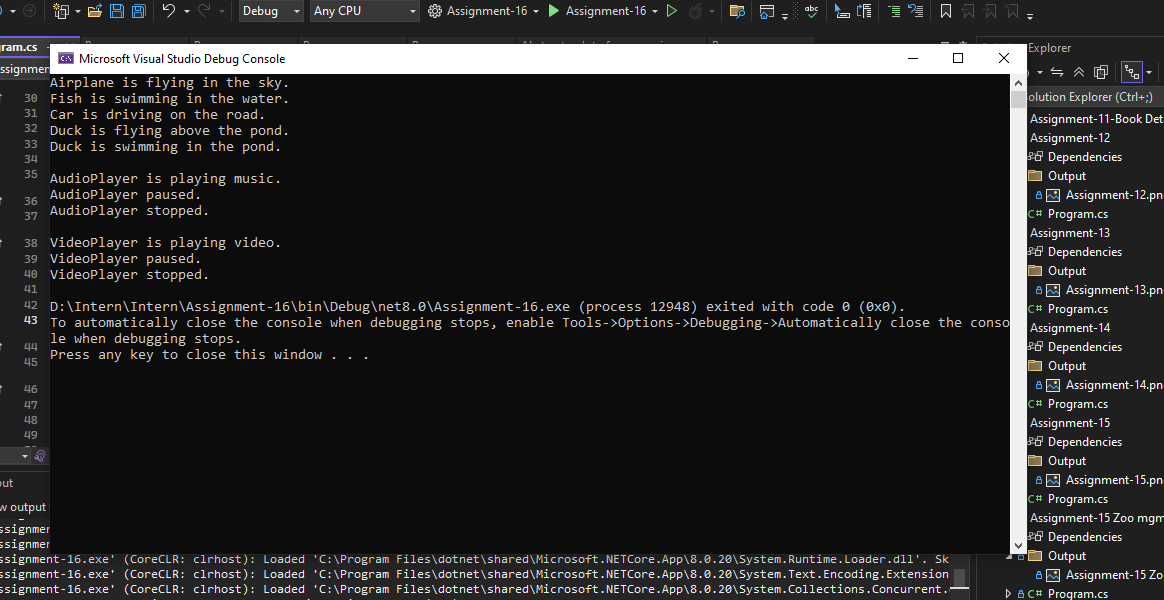 Debug Any CPU Assignment-16 Assignment-16
ram.cs
Microsoft Visual Studio Debug Console
Explorer
ssignmen
olution Explorer (Ctrl+;)
Airplane is flying in the sky.
Fish is swimming in the water.
Car is driving on the road.
Duck is flying above the pond.
Duck is swimming in the pond.
AudioPlayer is playing music.
AudioPlayer paused.
AudioPlayer stopped.
VideoPlayer is playing video.
VideoPlayer paused.
VideoPlayer stopped.
D:\Intern\Intern\Assignment-16\bin\Debug\net8.0\Assignment-16.exe (process 12948) exited with code 0 (0x0).
To automatically close the console when debugging stops, enable Tools->Options->Debugging->Automatically close the conso
le when debugging stops.
Press any key to close this window . . .
30
31
32
33
34
35
36
37
38
39
40
41
42
43
44
45
46
47
48
49
Assignment-11-Book Det
Assignment-12
Dependencies
Output
Assignment-12.pn
C# Program.cs
Assignment-13
Dependencies
Output
Assignment-13.pn
C# Program.cs
Assignment-14
Dependencies
Output
Assignment-14.pn
C# Program.cs
Assignment-15
Dependencies
Output
Assignment-15.pn
C# Program.cs
Assignment-15 Zoo mgm
Dependencies
Output
Assignment-15 Zo
C# Program.cs
out
w output
ssignment
ssignment
ssignment-16.exe' (CoreCLR: clrhost): Loaded 'C:\Program Files\dotnet\shared\Microsoft.NETCore.App\8.0.20\System.Runtime.Loader.dll'. Sk
ssignment-16.exe' (CoreCLR: clrhost): Loaded 'C:\Program Files\dotnet\shared\Microsoft.NETCore.App\8.0.20\System.Text.Encoding.Extension
ssignment-16.exe' (CoreCLR: clrhost): Loaded 'C:\Program Files\dotnet\shared\Microsoft.NETCore.App\8.0.20\System.Collections.Concurrent.